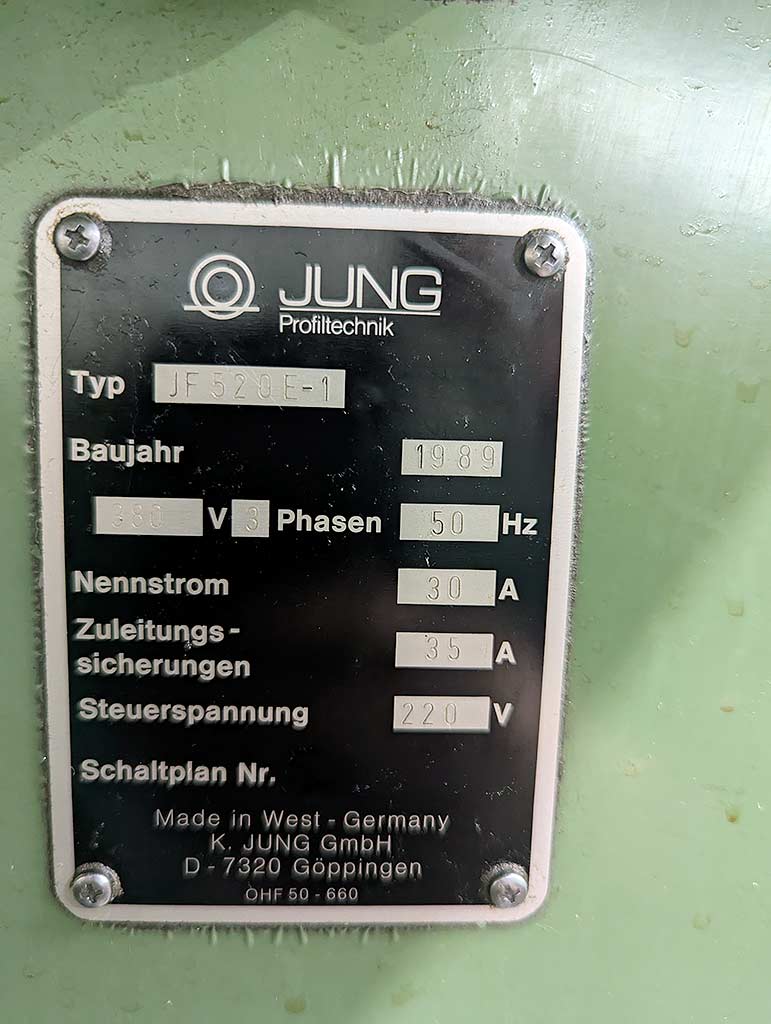 JUNG
Profiltechnik
Typ JF 520 E-1
Baujahr 1989
380 V 3 Phasen 50 Hz
Nennstrom 30 A
Zuleitungs-
sicherungen 35 A
Steuerspannung 220 V
Schaltplan Nr.
Made in West - Germany
K. JUNG GmbH
D - 7320 Göppingen
OHF 50 - 660